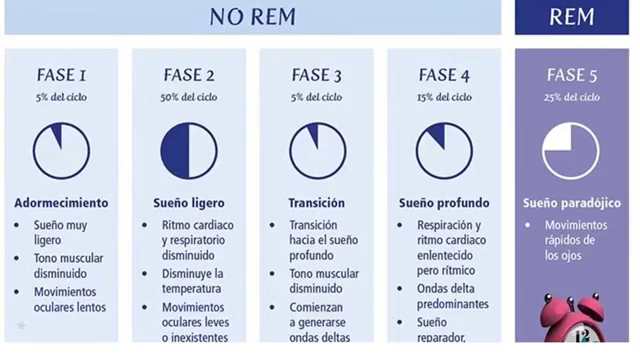 NO REM
REM
FASE 1
5% del ciclo
Adormecimiento
• Sueño muy
ligero
• Tono muscular
disminuido
• Movimientos
oculares lentos
FASE 2
50% del ciclo
Sueño ligero
• Ritmo cardiaco
y respiratorio
disminuido
• Disminuye la
temperatura
• Movimientos
oculares leves
o inexistentes
FASE 3
5% del ciclo
Transición
• Transición
hacia el sueño
profundo
• Tono muscular
disminuido
• Comienzan
a generarse
ondas deltas
FASE 4
15% del ciclo
Sueño profundo
• Respiración y
ritmo cardiaco
enlentecido
pero rítmico
• Ondas delta
predominantes
• Sueño
reparador,
FASE 5
25% del ciclo
Sueño paradójico
• Movimientos
rápidos de
los ojos
12